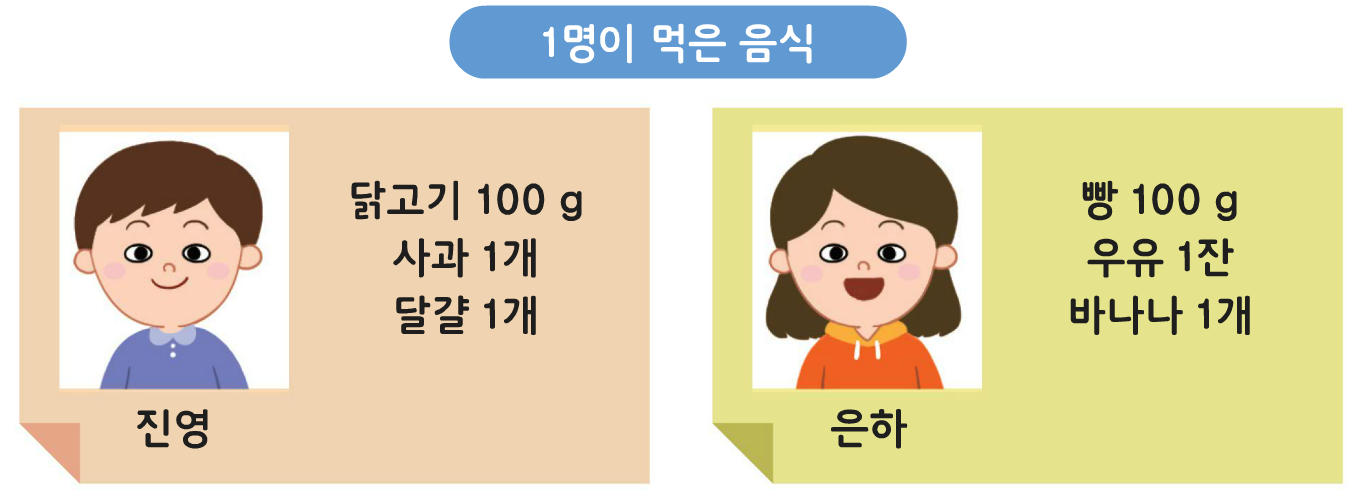 1명이 먹은 음식
닭고기 100 g
사과 1개
달걀 1개
진영
빵 100 g
우유 1잔
바나나 1개
은하